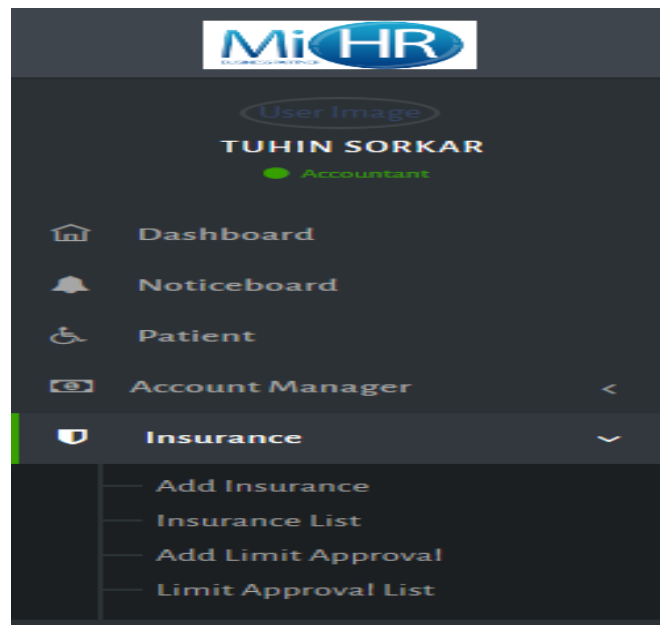 MiHR
User Image
TUHIN SORKAR
Accountant
Dashboard
Noticeboard
Patient
Account Manager
Insurance
Add Insurance
Insurance List
Add Limit Approval
Limit Approval List